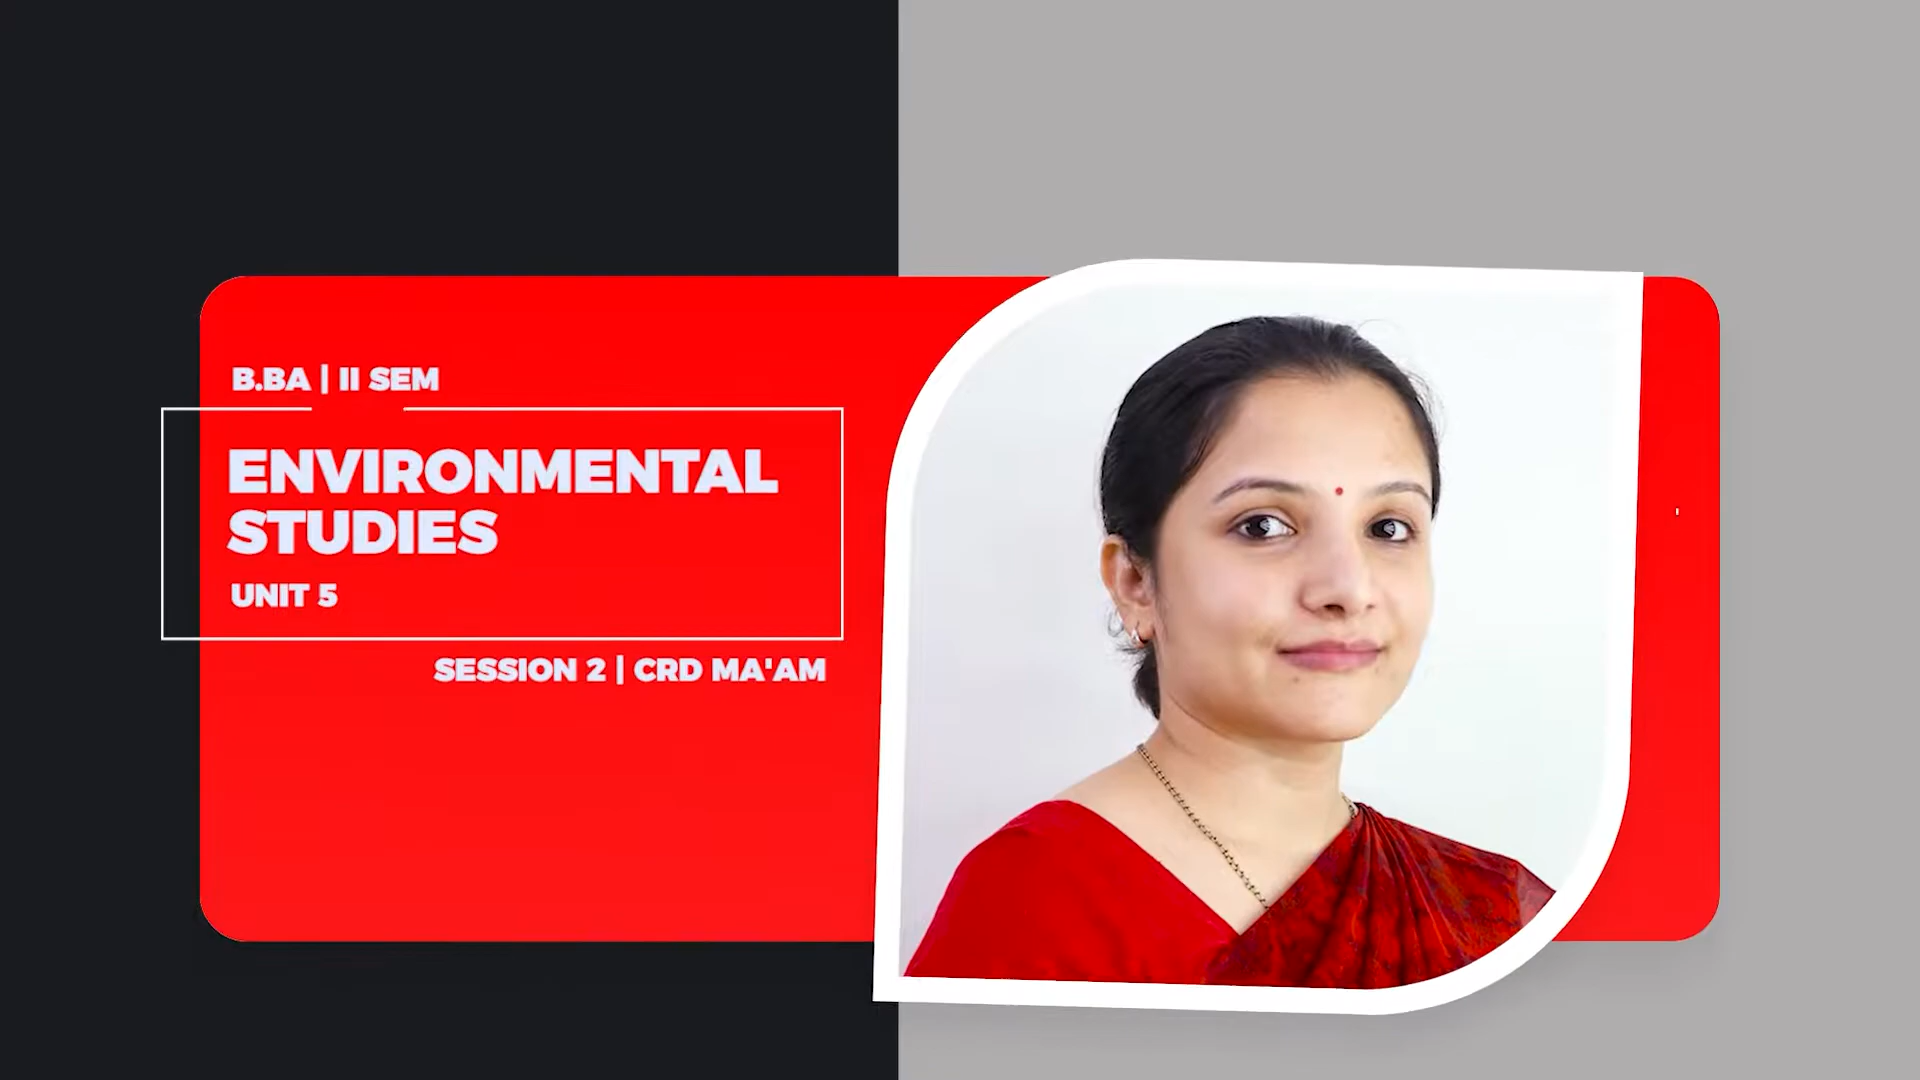 B.BA | II SEM
ENVIRONMENTAL
STUDIES
UNIT 5
SESSION 2 | CRD MA'AM